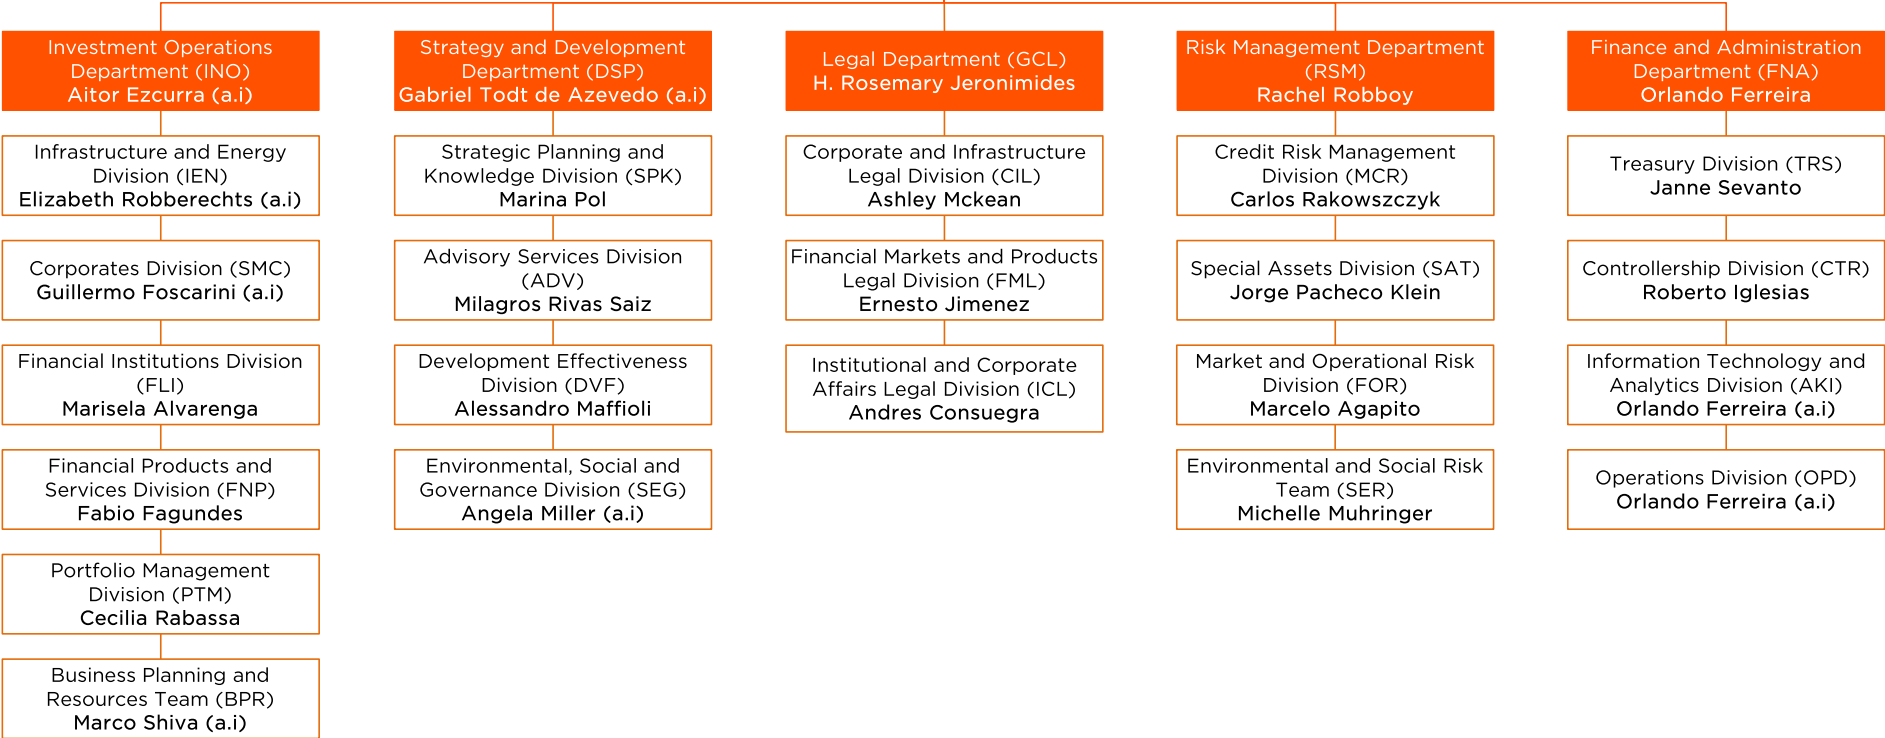 Investment Operations
Department (INO)
Aitor Ezcurra (a.i)
Infrastructure and Energy
Division (IEN)
Elizabeth Robberechts (a.i)
Corporates Division (SMC)
Guillermo Foscarini (a.i)
Financial Institutions Division
(FLI)
Marisela Alvarenga
Financial Products and
Services Division (FNP)
Fabio Fagundes
Portfolio Management
Division (PTM)
Cecilia Rabassa
Business Planning and
Resources Team (BPR)
Marco Shiva (a.i)
Strategy and Development
Department (DSP)
Gabriel Todt de Azevedo (a.i)
Strategic Planning and
Knowledge Division (SPK)
Marina Pol
Advisory Services Division
(ADV)
Milagros Rivas Saiz
Development Effectiveness
Division (DVF)
Alessandro Maffioli
Environmental, Social and
Governance Division (SEG)
Angela Miller (a.i)
Legal Department (GCL)
H. Rosemary Jeronimides
Corporate and Infrastructure
Legal Division (CIL)
Ashley Mckean
Financial Markets and Products
Legal Division (FML)
Ernesto Jimenez
Institutional and Corporate
Affairs Legal Division (ICL)
Andres Consuegra
Risk Management Department
(RSM)
Rachel Robboy
Credit Risk Management
Division (MCR)
Carlos Rakowszczyk
Special Assets Division (SAT)
Jorge Pacheco Klein
Market and Operational Risk
Division (FOR)
Marcelo Agapito
Environmental and Social Risk
Team (SER)
Michelle Muhringer
Finance and Administration
Department (FNA)
Orlando Ferreira
Treasury Division (TRS)
Janne Sevanto
Controllership Division (CTR)
Roberto Iglesias
Information Technology and
Analytics Division (AKI)
Orlando Ferreira (a.i)
Operations Division (OPD)
Orlando Ferreira (a.i)